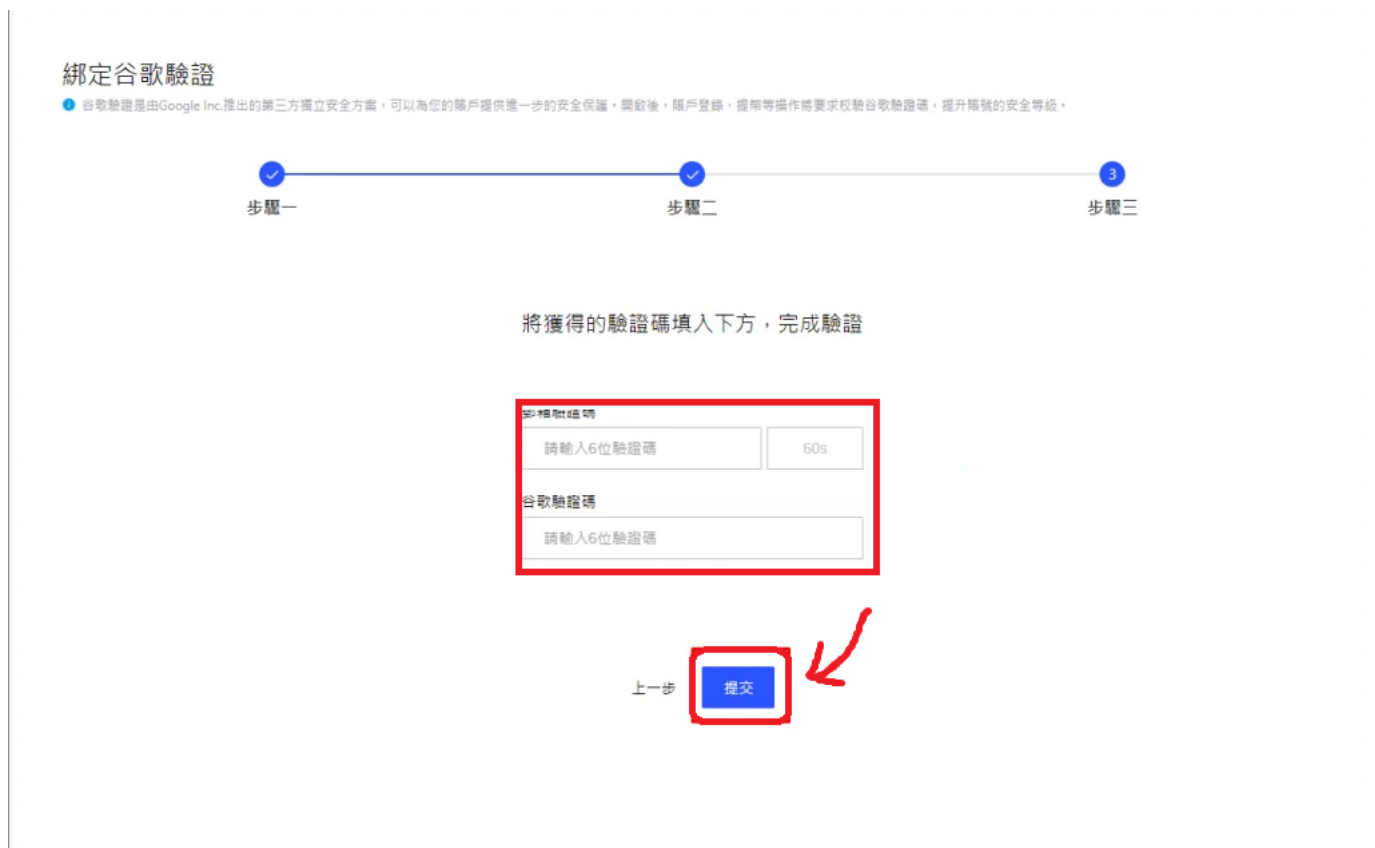 綁定谷歌驗證
谷歌驗證是由Google Inc.推出的第三方獨立安全方案，可以為您的賬戶提供進一步的安全保護，開啟後，賬戶登錄、提幣等操作將要求校驗谷歌驗證碼，提升賬號的安全等級。
步驟一 步驟二 3 步驟三
將獲得的驗證碼填入下方，完成驗證
郵箱驗證碼
請輸入6位驗證碼 60s
谷歌驗證碼
請輸入6位驗證碼
上一步 提交